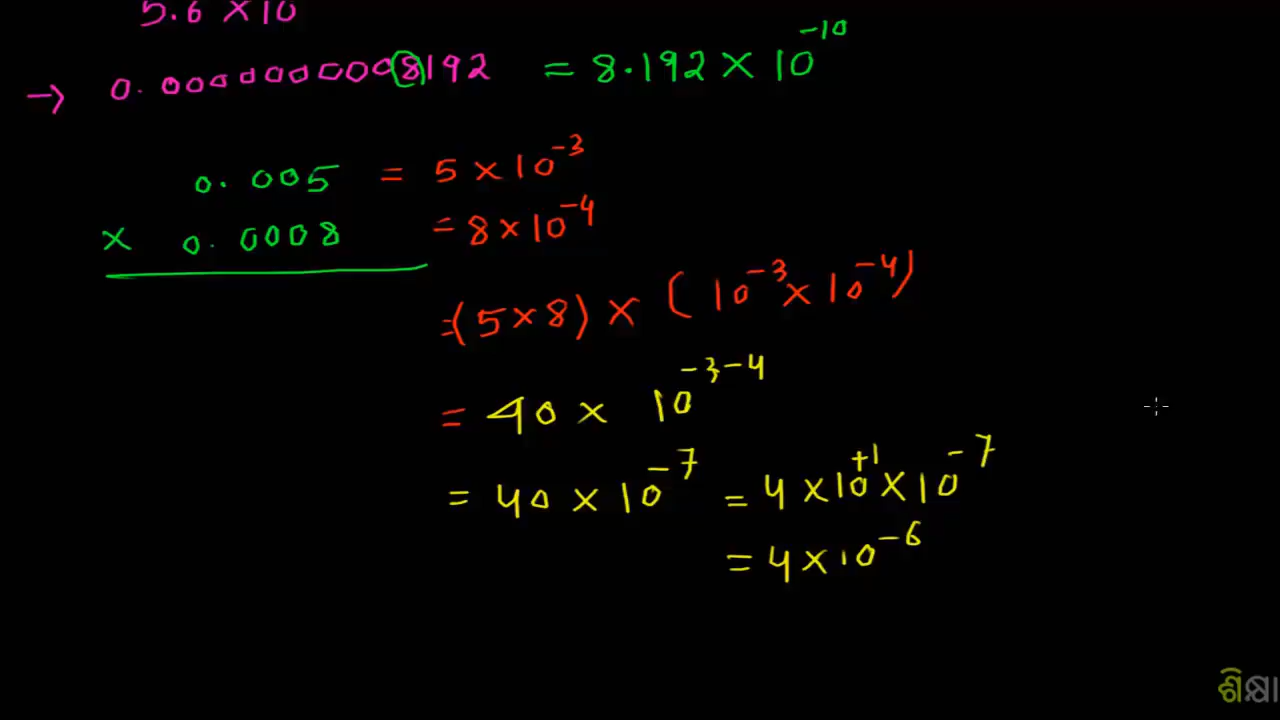 5.6 × 10
→ 0.0000000008192 = 8.192 × 10⁻¹⁰
0.005 = 5 × 10⁻³
× 0.0008 = 8 × 10⁻⁴
=(5×8) × (10⁻³ × 10⁻⁴)
= 40 × 10⁻³⁻⁴
= 40 × 10⁻⁷ = 4 × 10⁺¹ × 10⁻⁷
= 4 × 10⁻⁶
ଶିକ୍ଷା